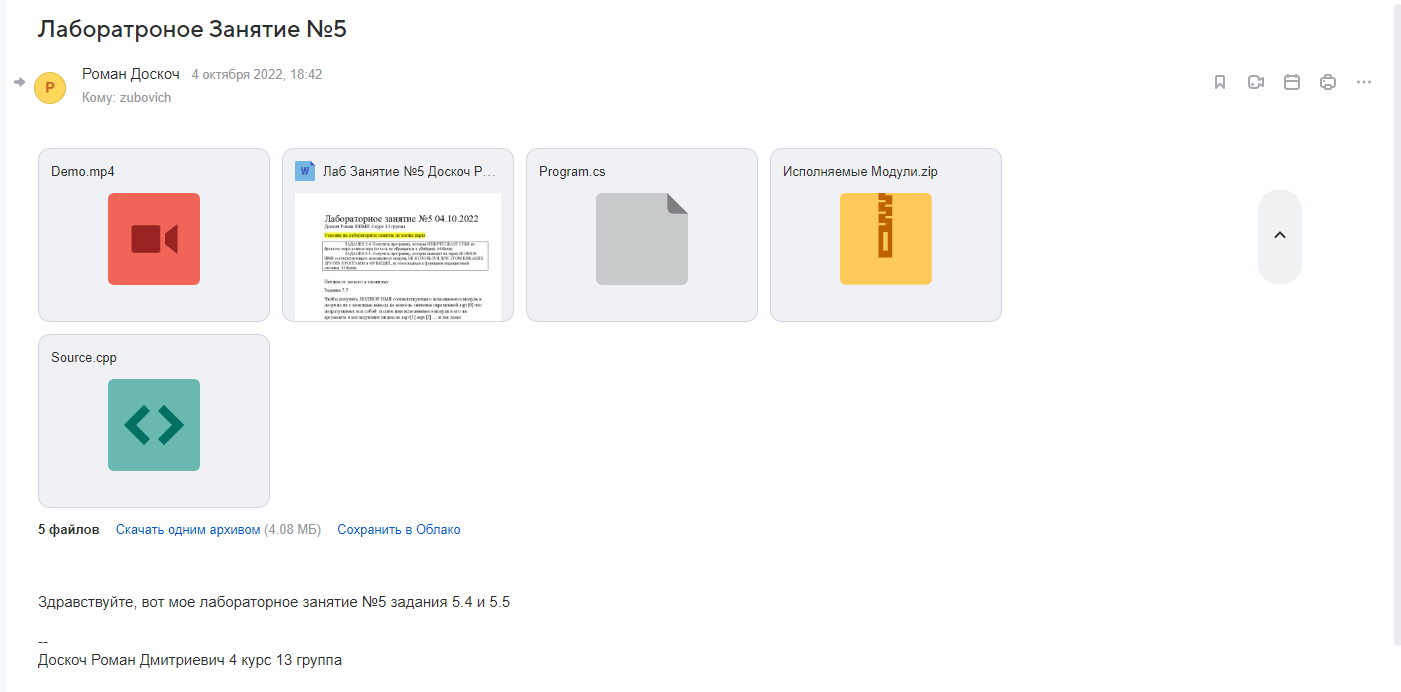 Лаборатроное Занятие №5
Роман Доскоч 4 октября 2022, 18:42
Р
Кому: zubovich
Demo.mp4
W Лаб Занятие №5 Доскоч Р...
Лабораторное занятие №5 04.10.2022
Program.cs
Исполняемые Модули.zip
Source.cpp
5 файлов Скачать одним архивом (4.08 МБ) Сохранить в Облако
Здравствуйте, вот мое лабораторное занятие №5 задания 5.4 и 5.5
--
Доскоч Роман Дмитриевич 4 курс 13 группа